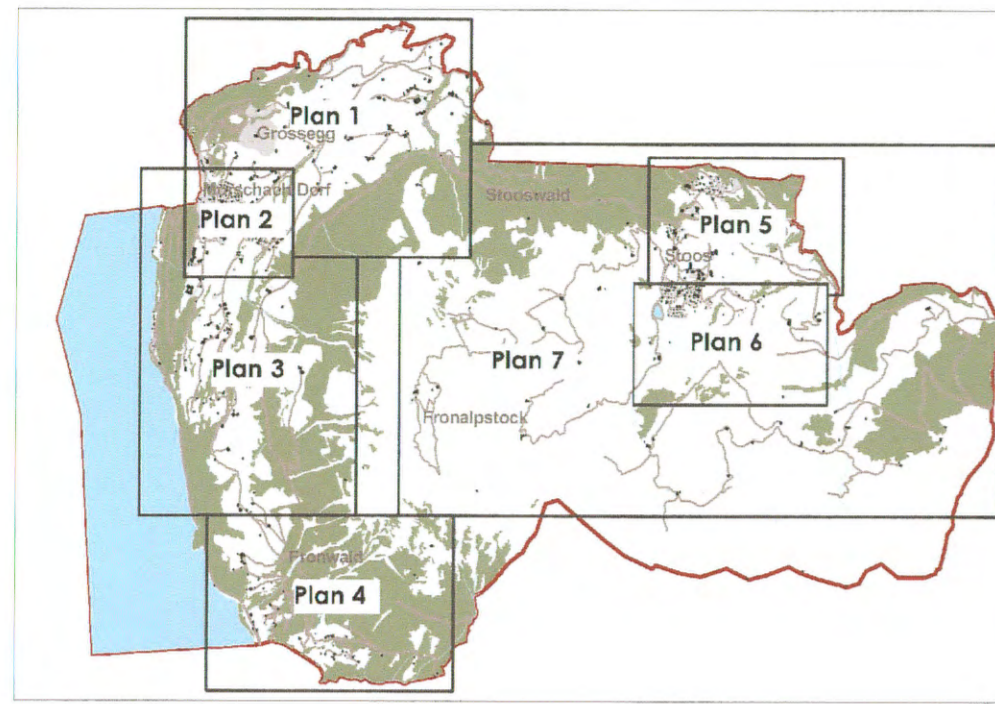 Plan 1
Grossegg
Morschach Dorf
Plan 2
Stooswald
Plan 5
Stoos
Plan 3
Plan 7
Plan 6
Fronalpstock
Fronwald
Plan 4